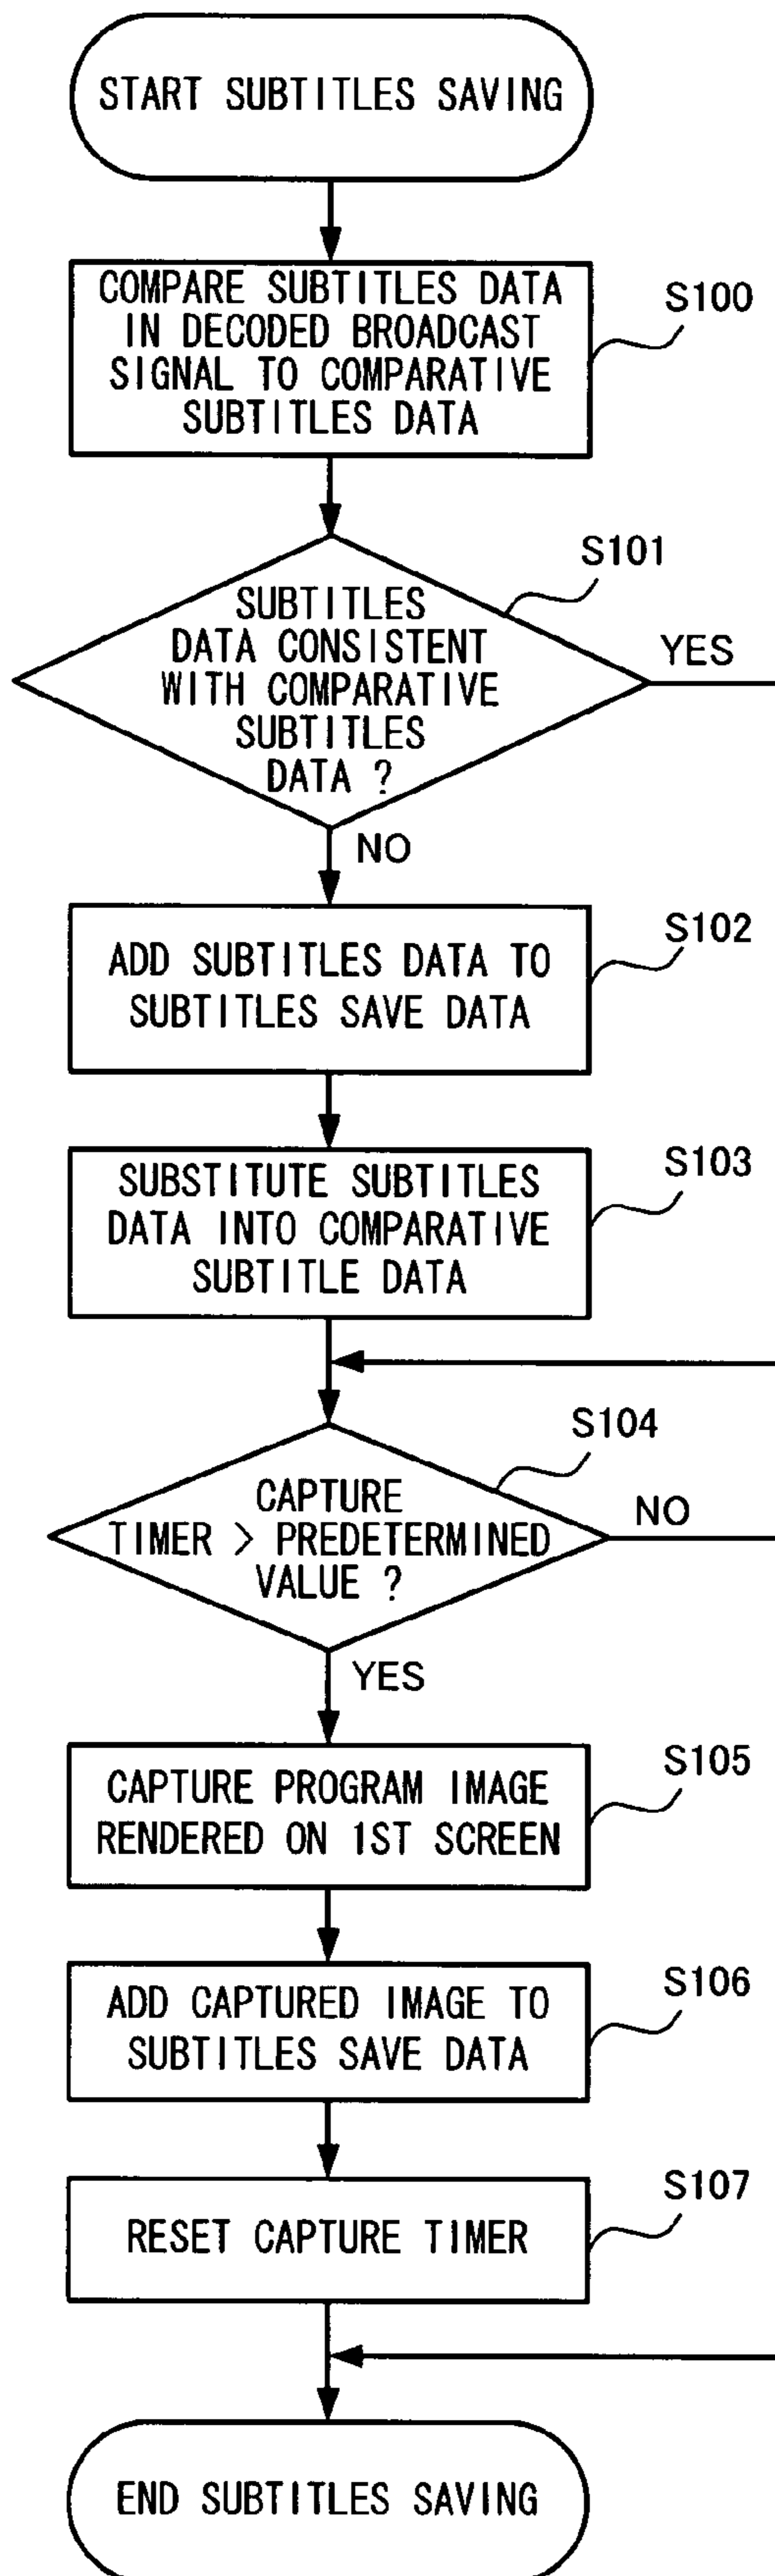 START SUBTITLES SAVING
COMPARE SUBTITLES DATA
IN DECODED BROADCAST
SIGNAL TO COMPARATIVE
SUBTITLES DATA
S100
S101
SUBTITLES
DATA CONSISTENT
WITH COMPARATIVE
SUBTITLES
DATA ?
YES
NO
ADD SUBTITLES DATA TO
SUBTITLES SAVE DATA
S102
SUBSTITUTE SUBTITLES
DATA INTO COMPARATIVE
SUBTITLE DATA
S103
S104
CAPTURE
TIMER > PREDETERMINED
VALUE ?
NO
YES
CAPTURE PROGRAM IMAGE
RENDERED ON 1ST SCREEN
S105
ADD CAPTURED IMAGE TO
SUBTITLES SAVE DATA
S106
RESET CAPTURE TIMER
S107
END SUBTITLES SAVING